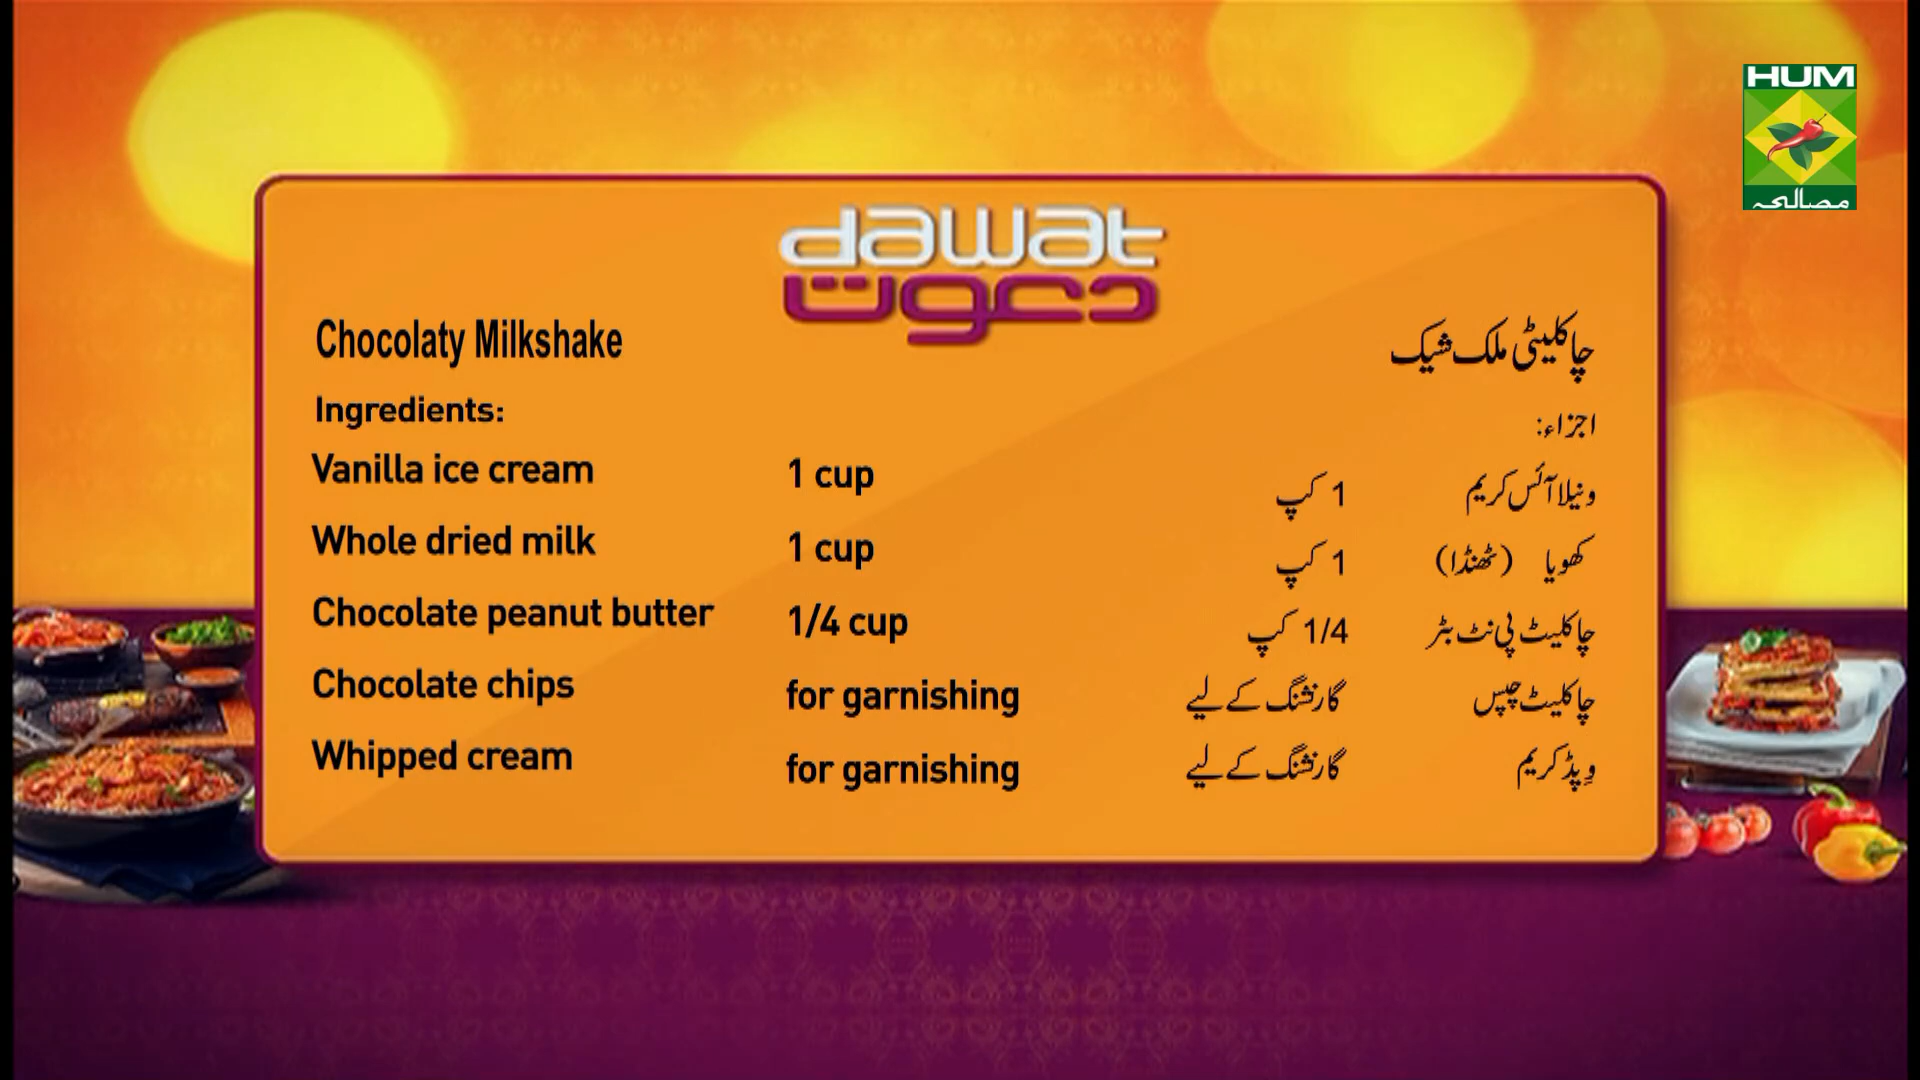 HUM
مصالحہ
dawat
دعوت
Chocolaty Milkshake
چاکلیٹی ملک شیک
Ingredients:
اجزاء:
Vanilla ice cream 1 cup
ونیلا آئس کریم 1 کپ
Whole dried milk 1 cup
کھویا (ٹھنڈا) 1 کپ
Chocolate peanut butter 1/4 cup
چاکلیٹ پی نٹ بٹر 1/4 کپ
Chocolate chips for garnishing
چاکلیٹ چپس گارنشنگ کے لیے
Whipped cream for garnishing
وِپڈ کریم گارنشنگ کے لیے